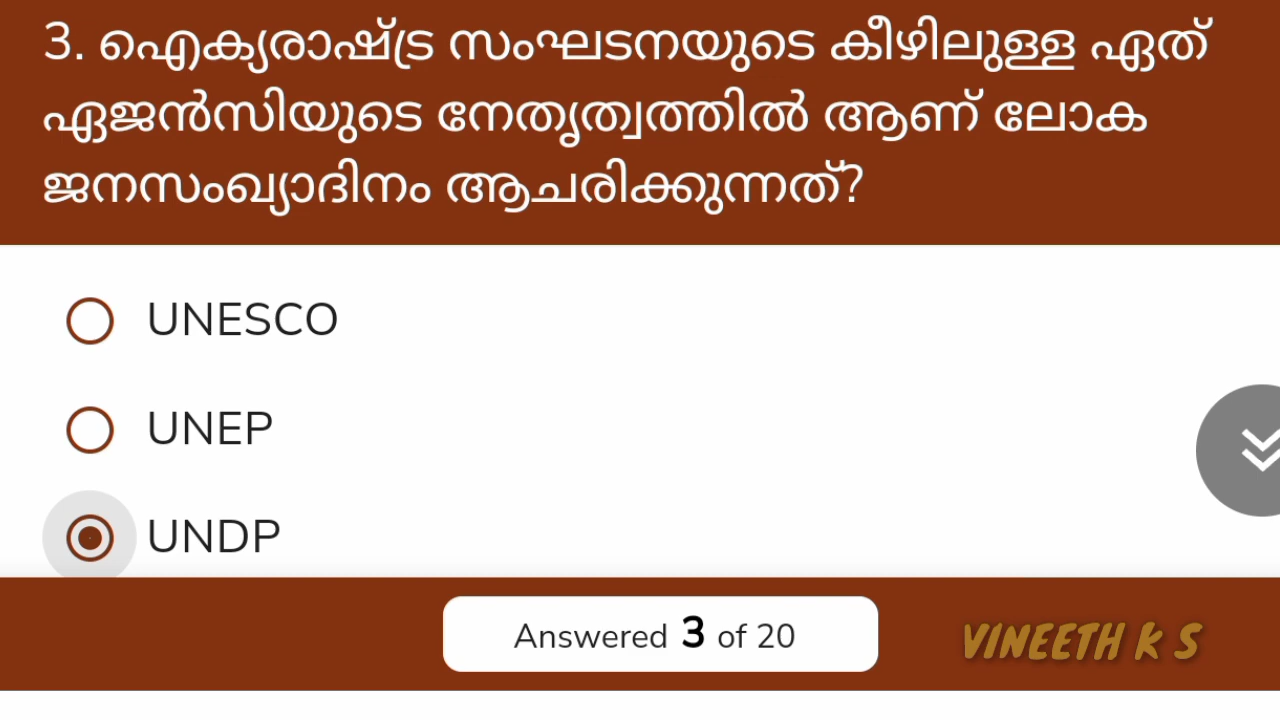 3. ഐക്യരാഷ്ട്ര സംഘടനയുടെ കീഴിലുള്ള ഏത്
ഏജൻസിയുടെ നേതൃത്വത്തിൽ ആണ് ലോക
ജനസംഖ്യാദിനം ആചരിക്കുന്നത്?
UNESCO
UNEP
UNDP
Answered 3 of 20
VINEETH K S